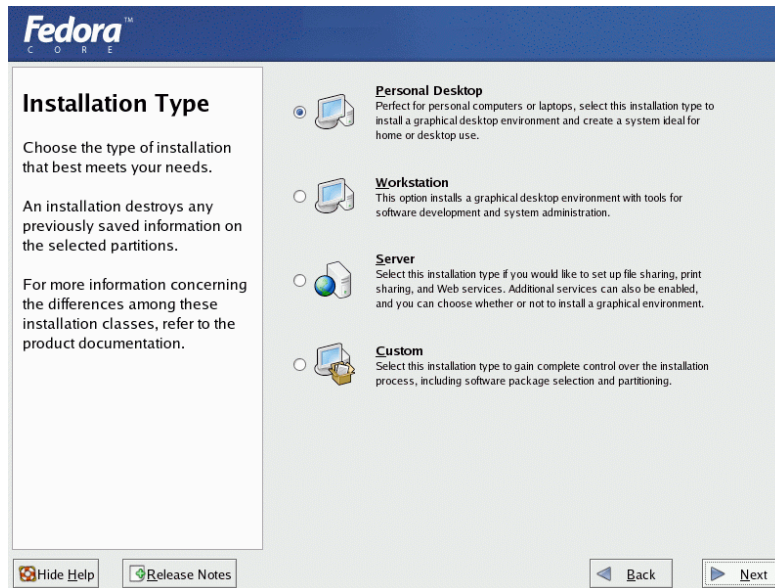 Fedora™
CORE
Installation Type
Choose the type of installation
that best meets your needs.
An installation destroys any
previously saved information on
the selected partitions.
For more information concerning
the differences among these
installation classes, refer to the
product documentation.
Personal Desktop
Perfect for personal computers or laptops, select this installation type to
install a graphical desktop environment and create a system ideal for
home or desktop use.
Workstation
This option installs a graphical desktop environment with tools for
software development and system administration.
Server
Select this installation type if you would like to set up file sharing, print
sharing, and Web services. Additional services can also be enabled,
and you can choose whether or not to install a graphical environment.
Custom
Select this installation type to gain complete control over the installation
process, including software package selection and partitioning.
Hide Help
Release Notes
Back
Next